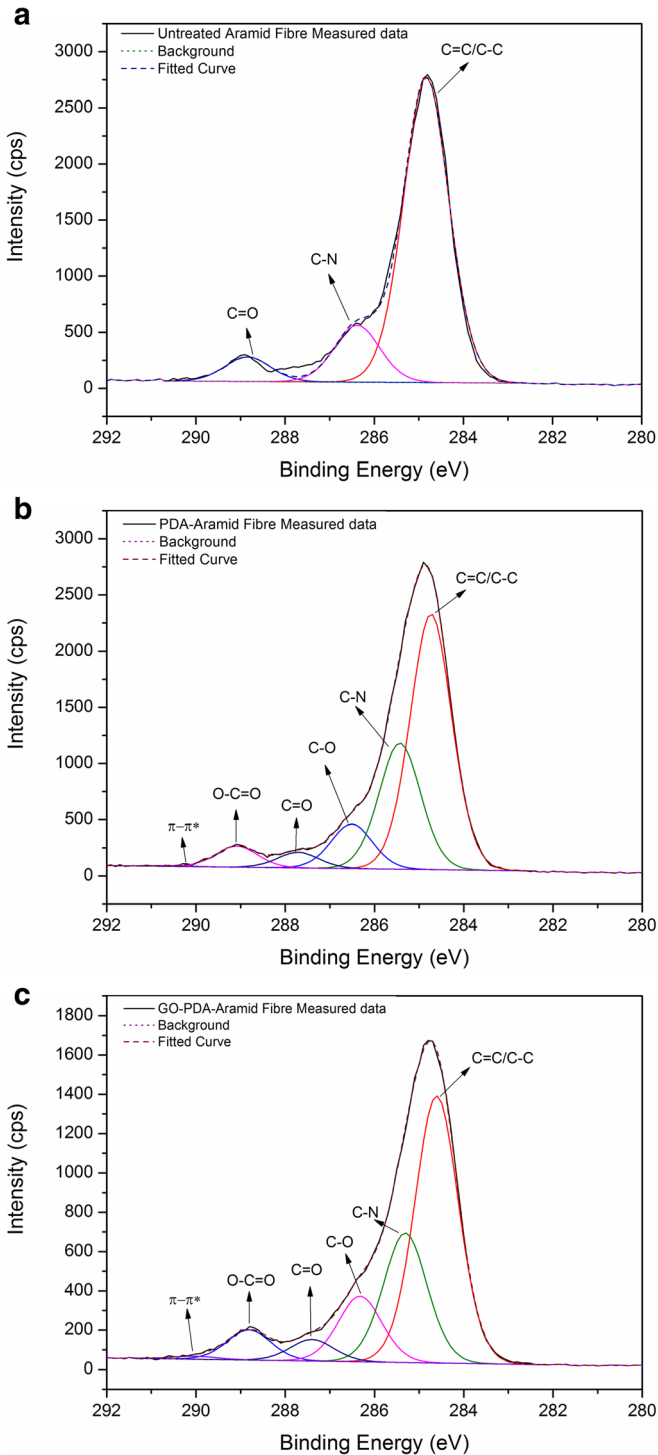 a
Untreated Aramid Fibre Measured data
Background
Fitted Curve
C=C/C-C
C-N
C=O
3000
2500
2000
1500
1000
500
0
Intensity (cps)
292 290 288 286 284 282 280
Binding Energy (eV)
b
PDA-Aramid Fibre Measured data
Background
Fitted Curve
C=C/C-C
C-N
C-O
C=O
O-C=O
π−π*
3000
2500
2000
1500
1000
500
0
Intensity (cps)
292 290 288 286 284 282 280
Binding Energy (eV)
c
GO-PDA-Aramid Fibre Measured data
Background
Fitted Curve
C=C/C-C
C-N
C-O
C=O
O-C=O
π−π*
1800
1600
1400
1200
1000
800
600
400
200
0
Intensity (cps)
292 290 288 286 284 282 280
Binding Energy (eV)